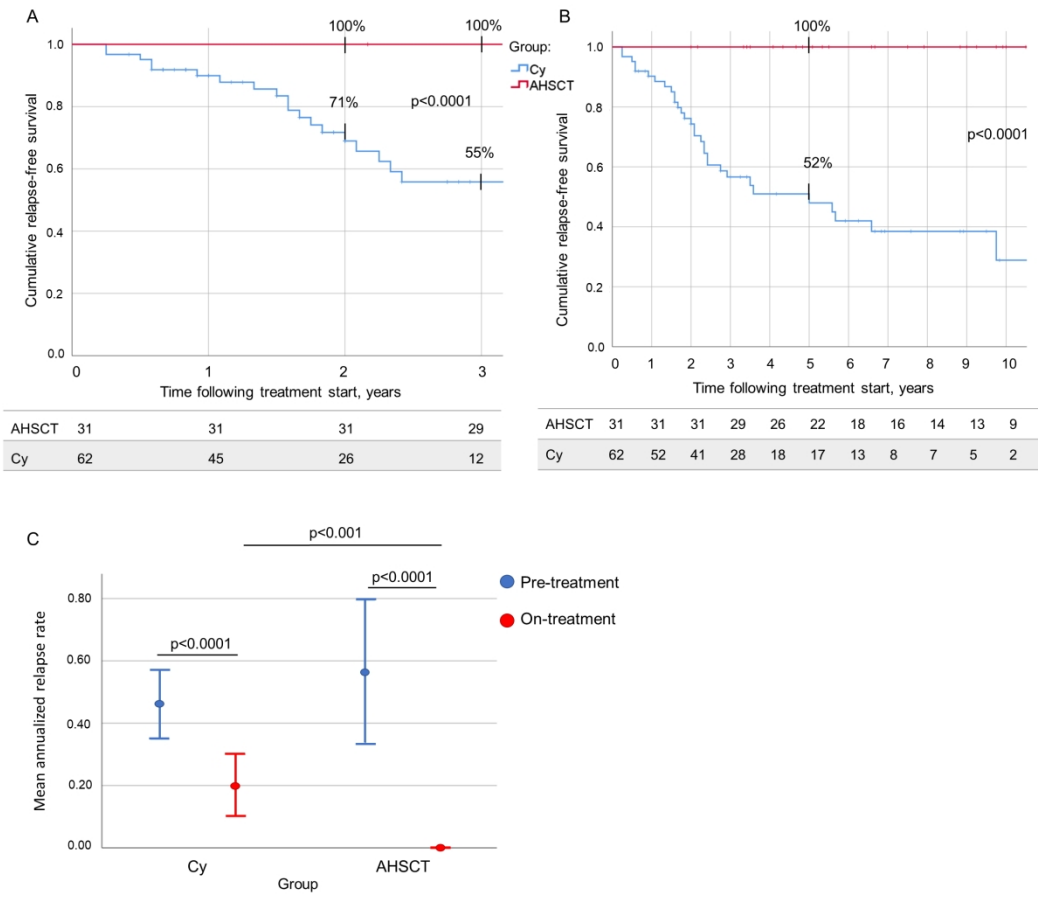 A
100%
100%
1.0
0.8
0.6
0.4
0.2
0.0
71%
p<0.0001
55%
Cumulative relapse-free survival
0 1 2 3
Time following treatment start, years
Group:
Cy
AHSCT
AHSCT 31 31 31 29
Cy 62 45 26 12
B
100%
1.0
0.8
0.6
0.4
0.2
0.0
p<0.0001
52%
Cumulative relapse-free survival
0 1 2 3 4 5 6 7 8 9 10
Time following treatment start, years
AHSCT 31 31 31 29 26 22 18 16 14 13 9
Cy 62 52 41 28 18 17 13 8 7 5 2
C
p<0.001
p<0.0001
p<0.0001
0.80
0.60
0.40
0.20
0.00
Mean annualized relapse rate
Cy AHSCT
Group
Pre-treatment
On-treatment